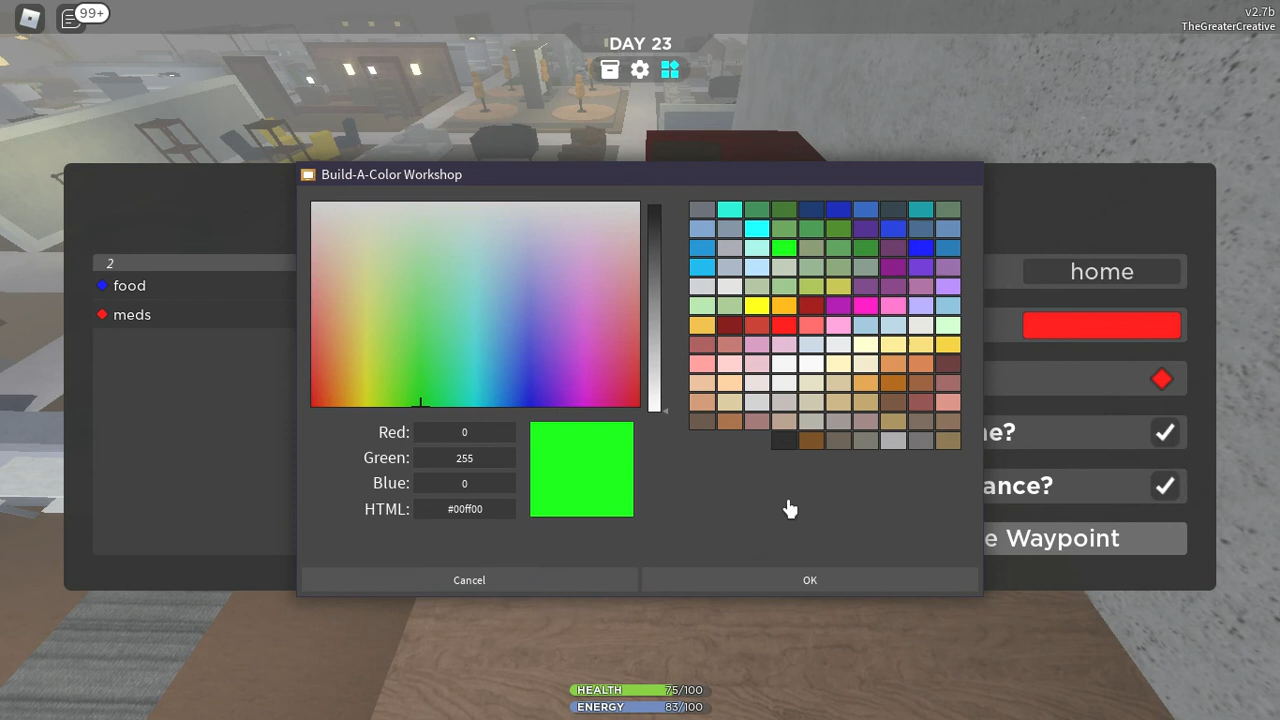 99+
v2.7b
TheGreaterCreative
DAY 23
Build-A-Color Workshop
2
food
meds
home
e?
ance?
e Waypoint
Red: 0
Green: 255
Blue: 0
HTML: #00ff00
Cancel
OK
HEALTH 75/100
ENERGY 83/100